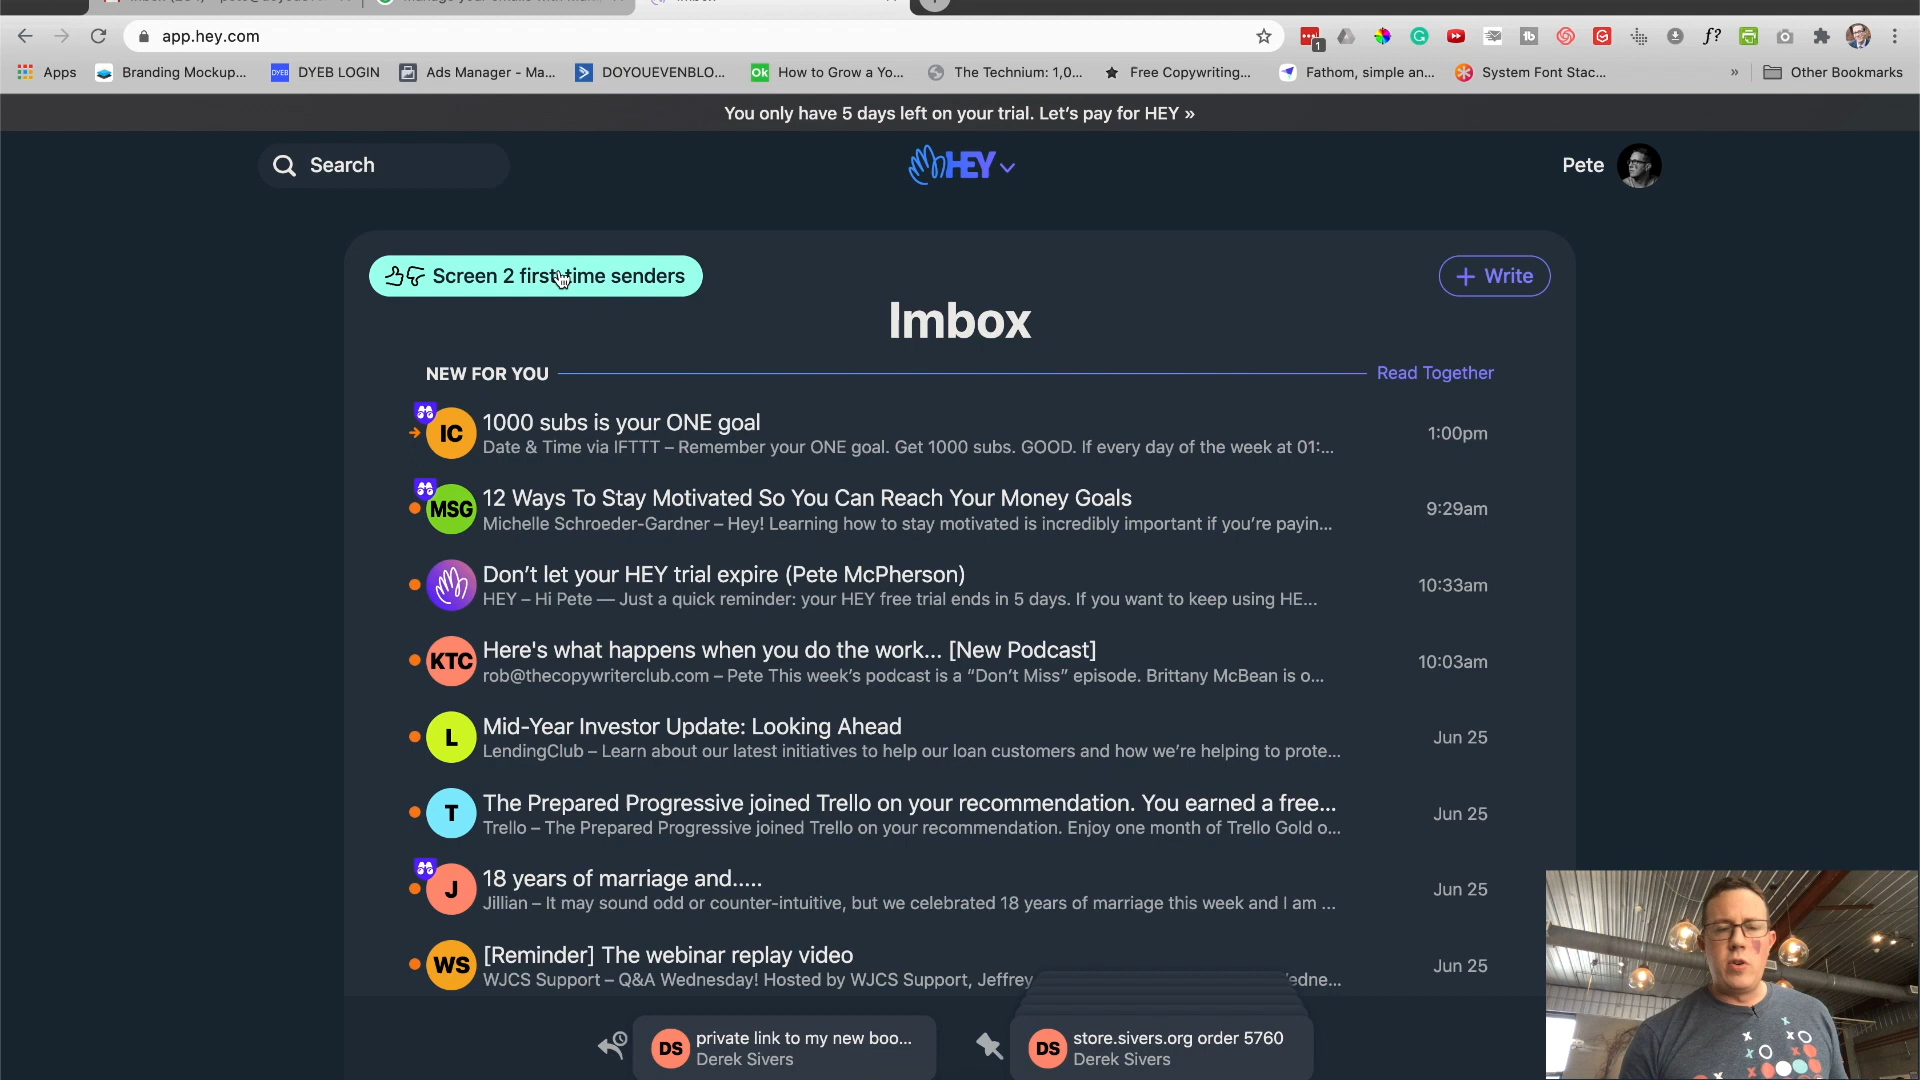 app.hey.com
1
f?
Apps
Branding Mockup...
DYEB LOGIN
Ads Manager - Ma...
DOYOUEVENBLO...
How to Grow a Yo...
The Technium: 1,0...
Free Copywriting...
Fathom, simple an...
System Font Stac...
»
Other Bookmarks
You only have 5 days left on your trial. Let's pay for HEY »
Search
HEY
Pete
Screen 2 first-time senders
+ Write
Imbox
NEW FOR YOU
Read Together
IC
1000 subs is your ONE goal
Date & Time via IFTTT – Remember your ONE goal. Get 1000 subs. GOOD. If every day of the week at 01:...
1:00pm
MSG
12 Ways To Stay Motivated So You Can Reach Your Money Goals
Michelle Schroeder-Gardner – Hey! Learning how to stay motivated is incredibly important if you're payin...
9:29am
Don't let your HEY trial expire (Pete McPherson)
HEY – Hi Pete — Just a quick reminder: your HEY free trial ends in 5 days. If you want to keep using HE...
10:33am
KTC
Here's what happens when you do the work... [New Podcast]
rob@thecopywriterclub.com – Pete This week's podcast is a “Don't Miss” episode. Brittany McBean is o...
10:03am
L
Mid-Year Investor Update: Looking Ahead
LendingClub – Learn about our latest initiatives to help our loan customers and how we're helping to prote...
Jun 25
T
The Prepared Progressive joined Trello on your recommendation. You earned a free...
Trello – The Prepared Progressive joined Trello on your recommendation. Enjoy one month of Trello Gold o...
Jun 25
J
18 years of marriage and.....
Jillian – It may sound odd or counter-intuitive, but we celebrated 18 years of marriage this week and I am ...
Jun 25
WS
[Reminder] The webinar replay video
WJCS Support – Q&A Wednesday! Hosted by WJCS Support, Jeffrey
edne...
Jun 25
DS
private link to my new boo...
Derek Sivers
DS
store.sivers.org order 5760
Derek Sivers